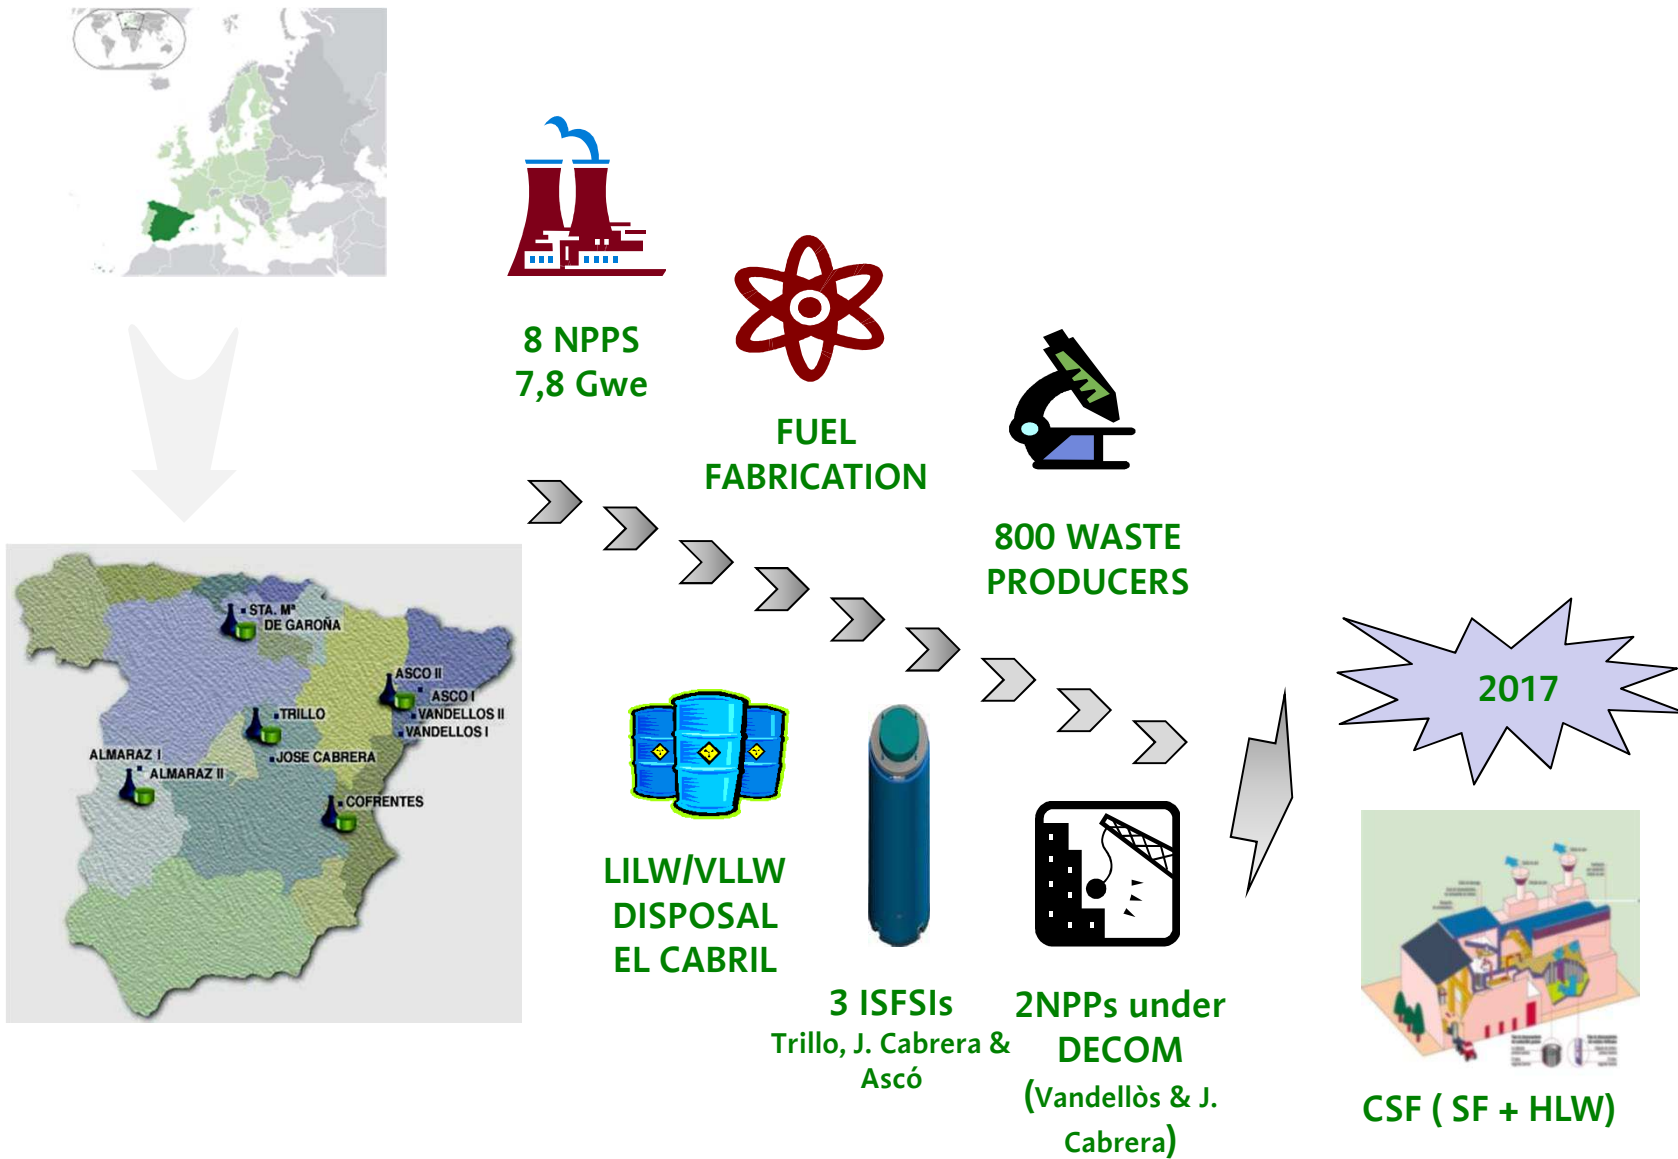 8 NPPS
7,8 Gwe
FUEL
FABRICATION
800 WASTE
PRODUCERS
STA. Mª
DE GAROÑA
ASCO II
ASCO I
VANDELLOS II
VANDELLOS I
TRILLO
JOSE CABRERA
ALMARAZ I
ALMARAZ II
COFRENTES
LILW/VLLW
DISPOSAL
EL CABRIL
3 ISFSIs
Trillo, J. Cabrera &
Ascó
2NPPs under
DECOM
(Vandellòs & J.
Cabrera)
2017
CSF ( SF + HLW)